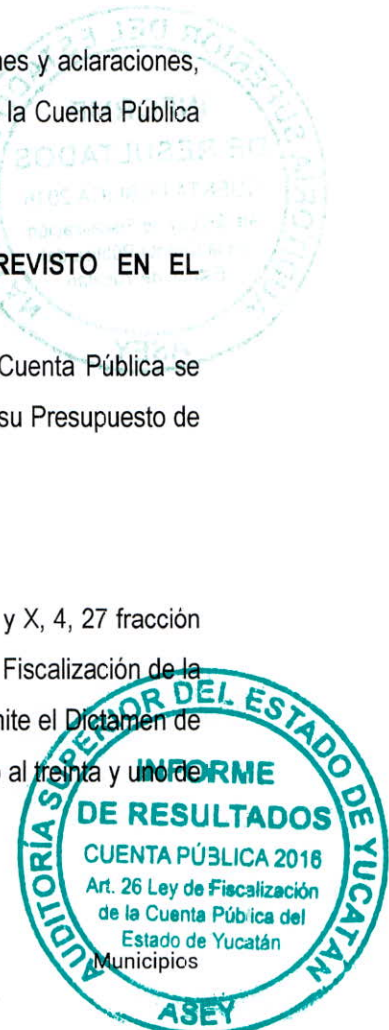 nes y aclaraciones,
la Cuenta Pública
REVISTO EN EL
Cuenta Pública se
su Presupuesto de
y X, 4, 27 fracción
Fiscalización de la
nite el Dictamen de
o al treinta y uno de
AUDITORÍA SUPERIOR DEL ESTADO DE YUCATÁN
INFORME
DE RESULTADOS
CUENTA PÚBLICA 2016
Art. 26 Ley de Fiscalización
de la Cuenta Pública del
Estado de Yucatán
Municipios
ASEY